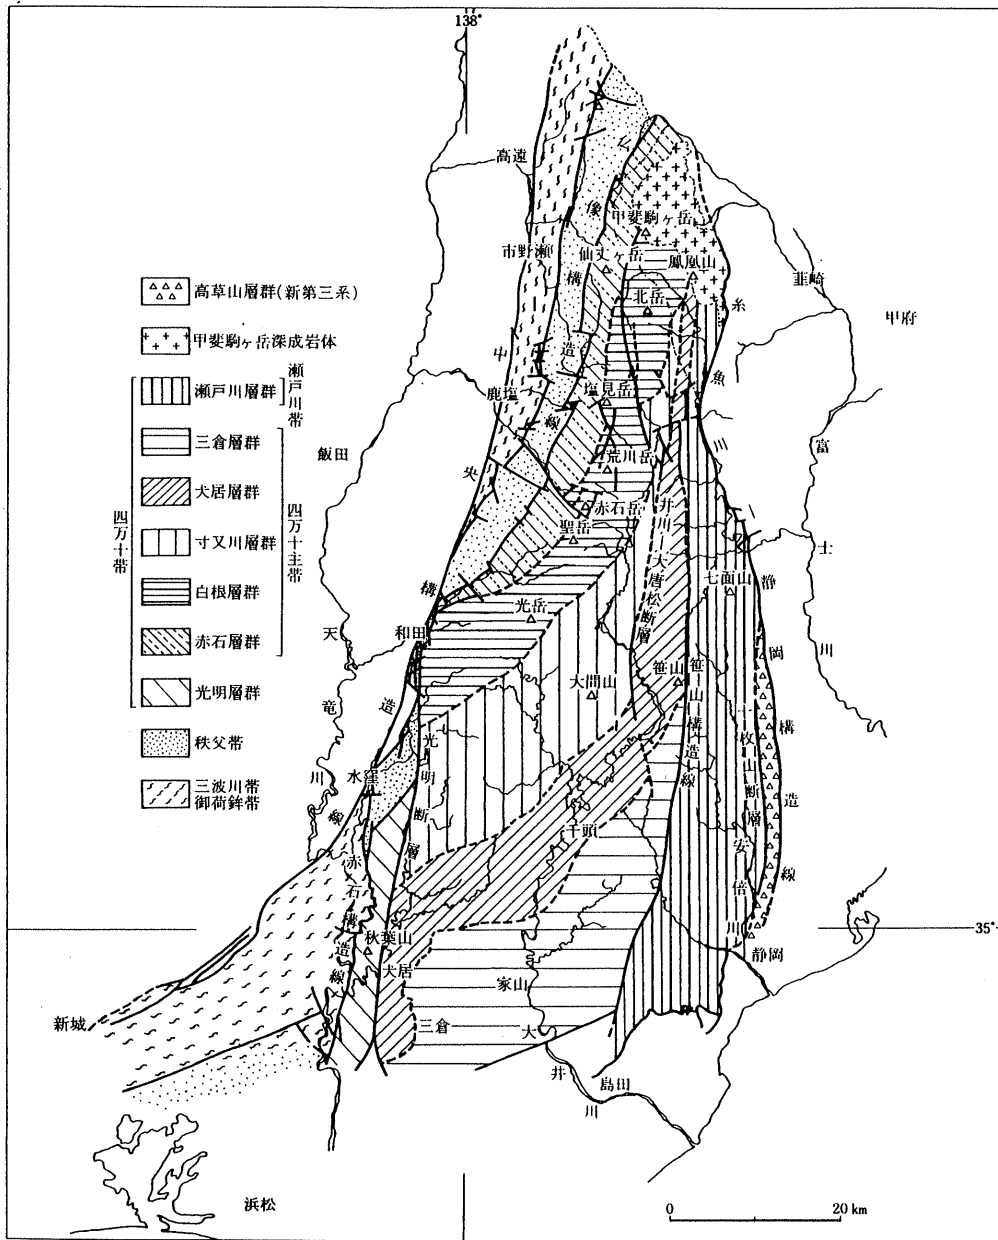 138°
高遠
仏像構造線
甲斐駒ヶ岳
市野瀬
仙丈ヶ岳
鳳凰山
韮崎
北岳
甲府
糸魚川ー静岡構造線
中央構造線
鹿塩
塩見岳
飯田
荒川岳
富士川
赤石岳
聖岳
井川ー大唐松断層
七面山
光岳
和田
天竜川
笹山
笹山構造線
大間山
十枚山断層
光明断層
水窪
千頭
安倍川
赤石構造線
秋葉山
犬居
35°
静岡
家山
新城
三倉
大井川
島田
浜松
0 20 km
高草山層群(新第三系)
甲斐駒ヶ岳深成岩体
瀬戸川層群
瀬戸川帯
三倉層群
犬居層群
寸又川層群
白根層群
赤石層群
四万十主帯
光明層群
四万十帯
秩父帯
三波川帯
御荷鉾帯